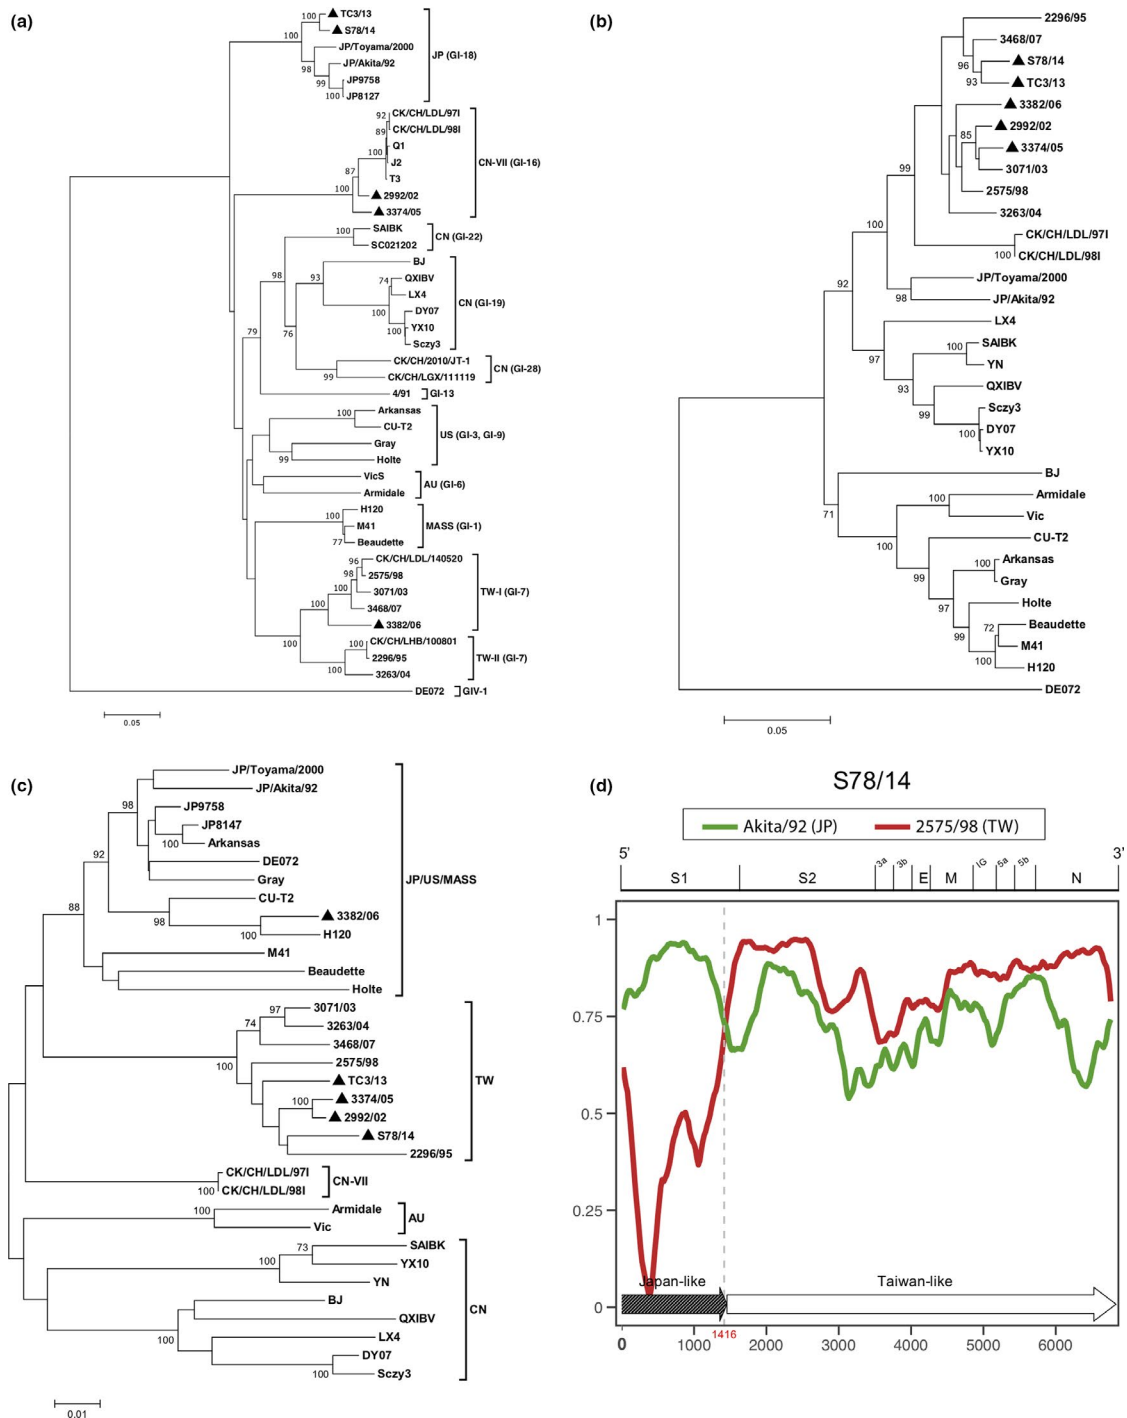 (a)
100
▲ TC3/13
100
▲ S78/14
JP/Toyama/2000
98
JP/Akita/92
99
JP9758
100
JP8127
JP (GI-18)
92
CK/CH/LDL/97I
89
CK/CH/LDL/98I
Q1
100
J2
87
T3
100
▲ 2992/02
▲ 3374/05
CN-VII (GI-16)
100
SAIBK
SC021202
CN (GI-22)
98
93
BJ
74
QXIBV
LX4
100
DY07
100
YX10
Sczy3
CN (GI-19)
79
76
CK/CH/2010/JT-1
99
CK/CH/LGX/111119
CN (GI-28)
4/91
GI-13
100
Arkansas
CU-T2
Gray
99
Holte
US (GI-3, GI-9)
VicS
Armidale
AU (GI-6)
H120
100
M41
77
Beaudette
MASS (GI-1)
96
CK/CH/LDL/140520
98
2575/98
100
3071/03
100
3468/07
▲ 3382/06
TW-I (GI-7)
100
100
CK/CH/LHB/100801
2296/95
100
3263/04
TW-II (GI-7)
DE072
GIV-1
0.05
(b)
2296/95
3468/07
96
▲ S78/14
93
▲ TC3/13
▲ 3382/06
85
▲ 2992/02
▲ 3374/05
99
3071/03
2575/98
3263/04
100
CK/CH/LDL/97I
100
CK/CH/LDL/98I
92
JP/Toyama/2000
98
JP/Akita/92
LX4
97
100
SAIBK
YN
93
QXIBV
99
Sczy3
100
DY07
YX10
BJ
71
100
Armidale
Vic
100
CU-T2
99
100
Arkansas
Gray
97
Holte
99
72
Beaudette
M41
100
H120
DE072
0.05
(c)
JP/Toyama/2000
98
JP/Akita/92
JP9758
JP8147
100
Arkansas
92
DE072
Gray
88
CU-T2
98
▲ 3382/06
100
H120
M41
Beaudette
Holte
JP/US/MASS
97
3071/03
74
3263/04
3468/07
100
2575/98
▲ TC3/13
100
▲ 3374/05
▲ 2992/02
▲ S78/14
2296/95
TW
CK/CH/LDL/97I
100
CK/CH/LDL/98I
CN-VII
100
Armidale
Vic
AU
73
SAIBK
100
YX10
YN
BJ
QXIBV
100
LX4
DY07
100
Sczy3
CN
0.01
(d)
S78/14
Akita/92 (JP)
2575/98 (TW)
5'
3'
S1
S2
3a
3b
E
M
IG
5a
5b
N
1
0.75
0.5
0.25
0
Japan-like
Taiwan-like
0
1000
1416
2000
3000
4000
5000
6000